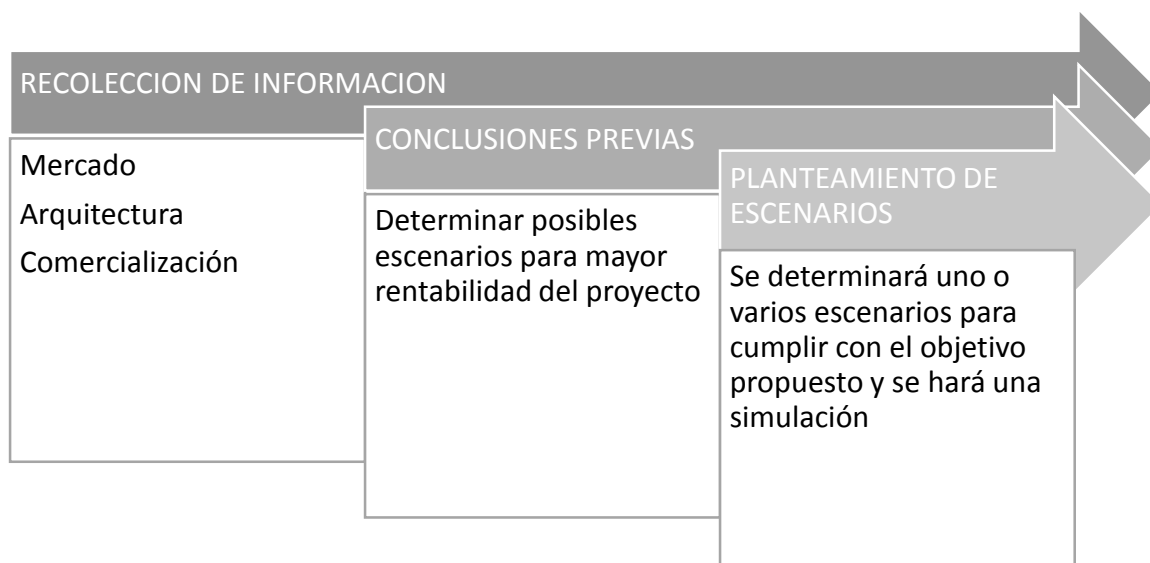 RECOLECCION DE INFORMACION
Mercado
Arquitectura
Comercialización
CONCLUSIONES PREVIAS
Determinar posibles
escenarios para mayor
rentabilidad del proyecto
PLANTEAMIENTO DE
ESCENARIOS
Se determinará uno o
varios escenarios para
cumplir con el objetivo
propuesto y se hará una
simulación